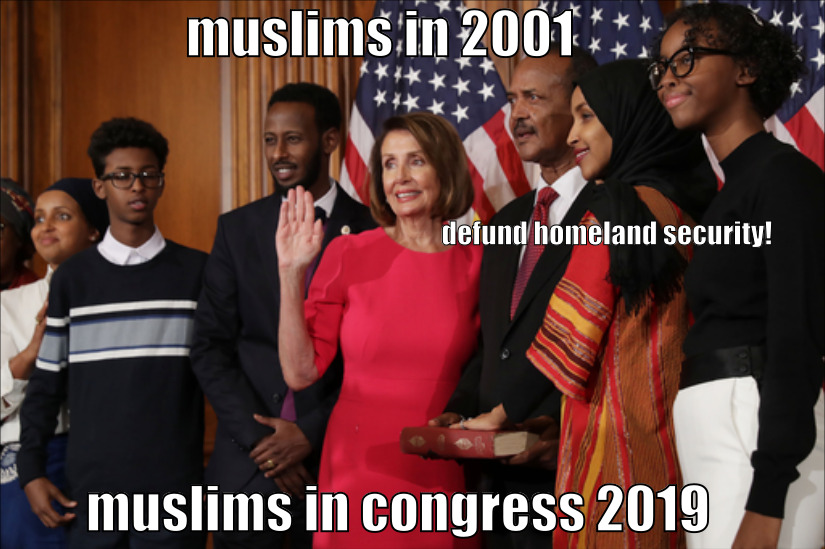 muslims in 2001
defund homeland security!
muslims in congress 2019